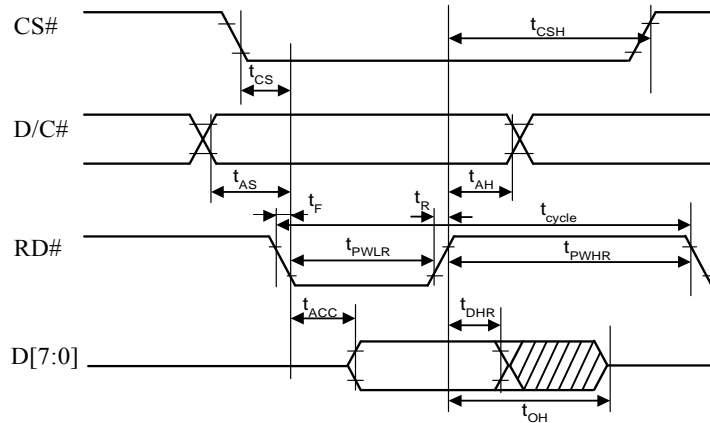 CS#
t_CSH
t_CS
D/C#
t_AS
t_AH
t_F
t_R
t_cycle
RD#
t_PWLR
t_PWHR
t_ACC
t_DHR
D[7:0]
t_OH